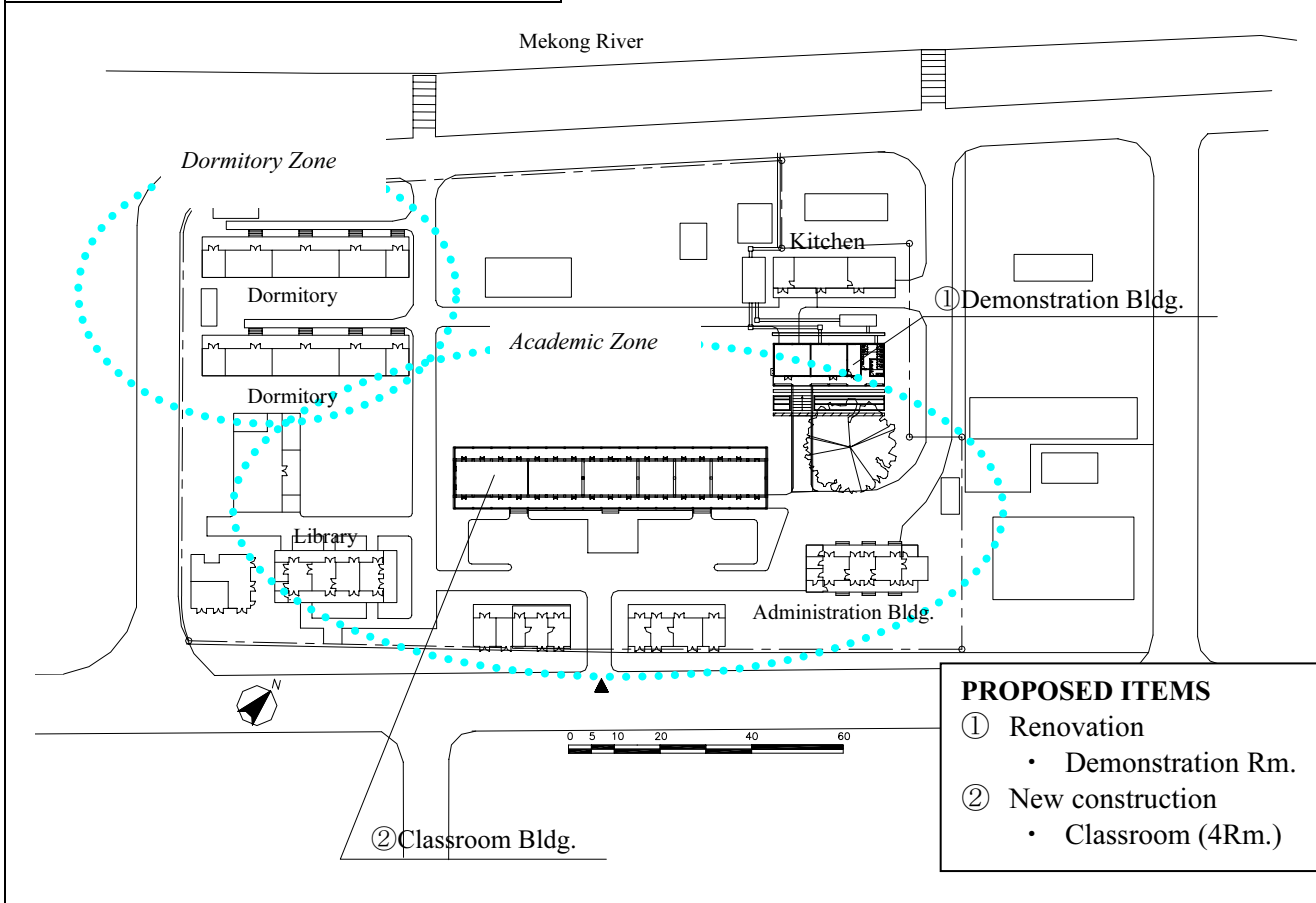 Mekong River
Dormitory Zone
Kitchen
Dormitory
①Demonstration Bldg.
Academic Zone
Dormitory
Library
Administration Bldg.
N
0 5 10 20 40 60
②Classroom Bldg.
PROPOSED ITEMS
① Renovation
・ Demonstration Rm.
② New construction
・ Classroom (4Rm.)